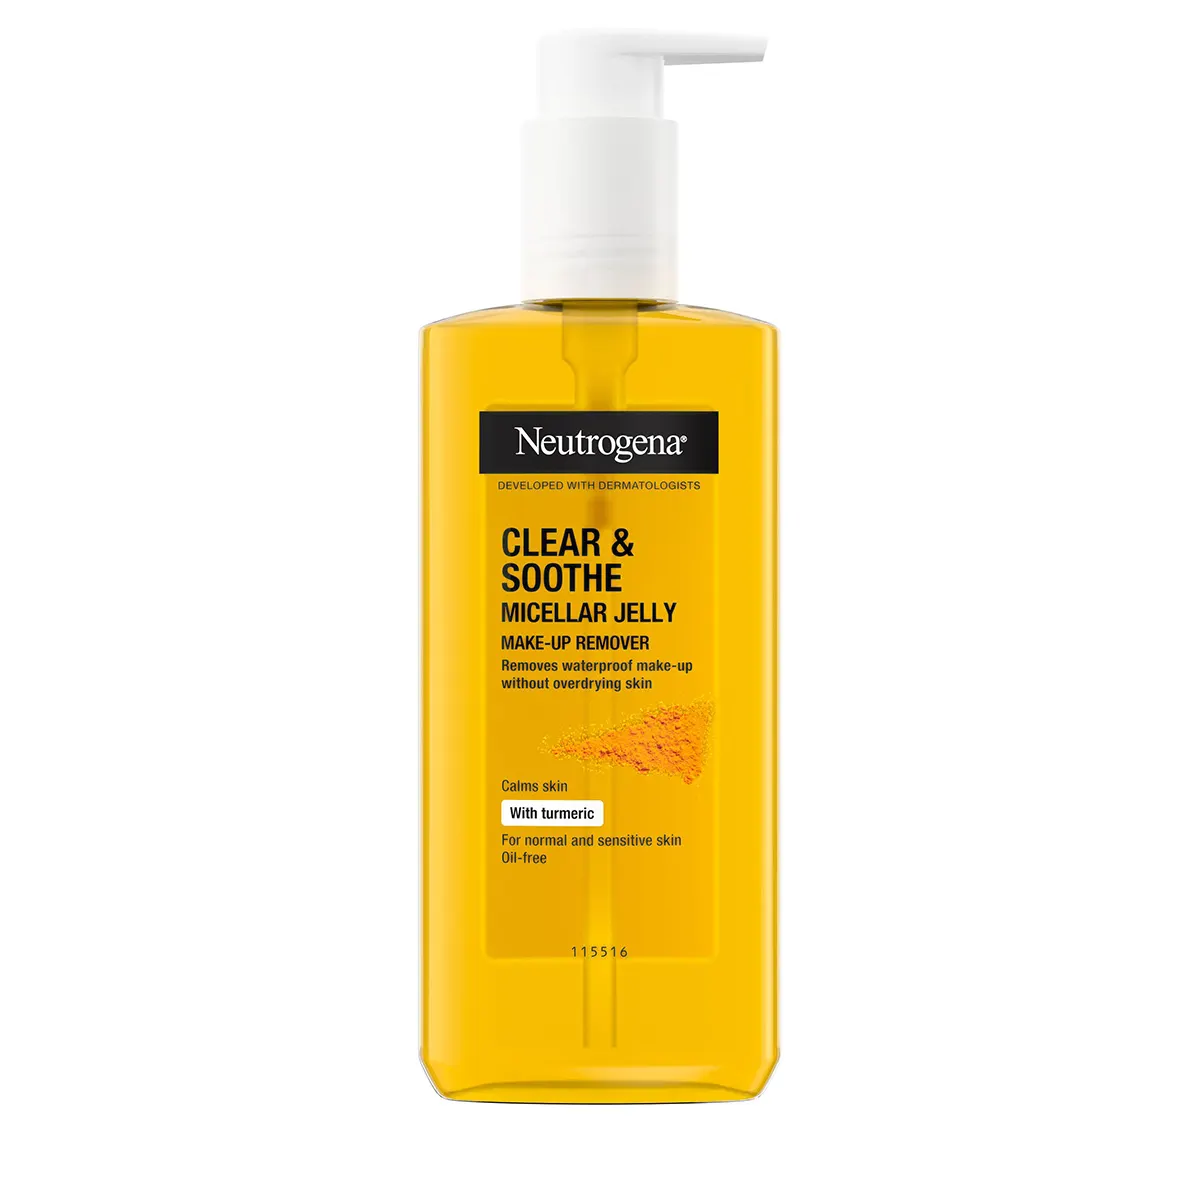 Neutrogena®
DEVELOPED WITH DERMATOLOGISTS
CLEAR &
SOOTHE
MICELLAR JELLY
MAKE-UP REMOVER
Removes waterproof make-up
without overdrying skin
Calms skin
With turmeric
For normal and sensitive skin
Oil-free
115516